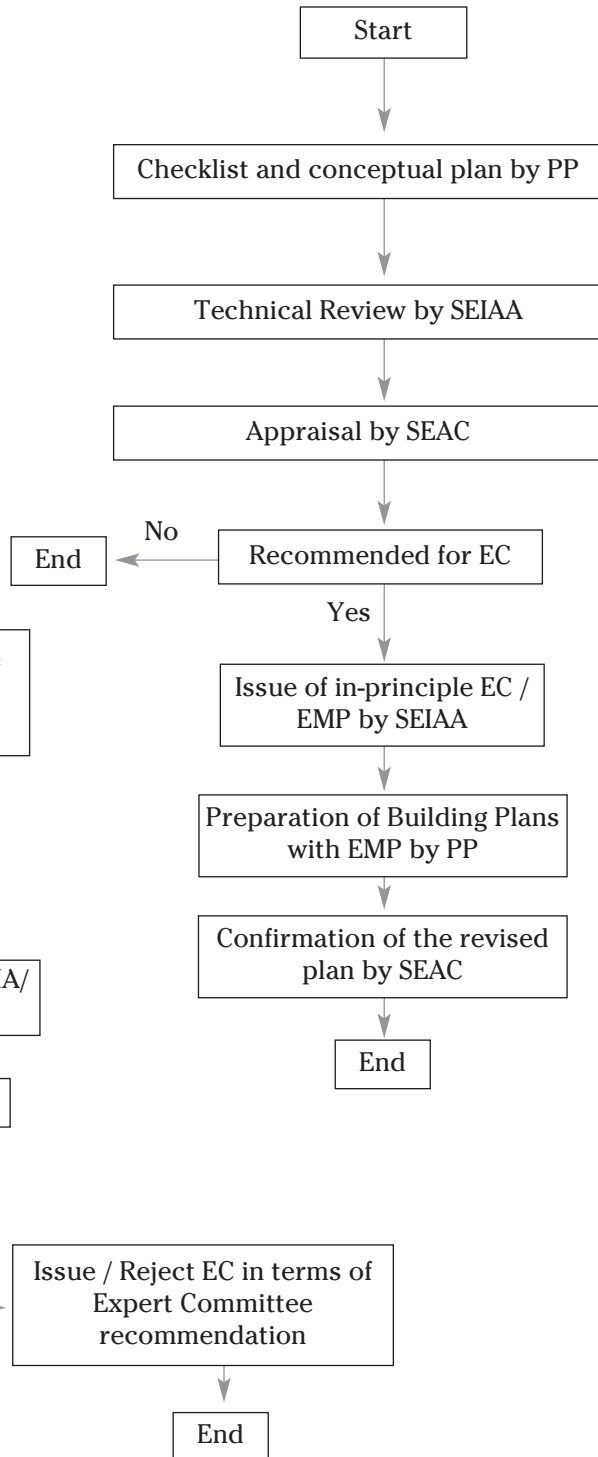 Start
Checklist and conceptual plan by PP
Technical Review by SEIAA
Appraisal by SEAC
No
End
Recommended for EC
Yes
Issue of in-principle EC /
EMP by SEIAA
Preparation of Building Plans
with EMP by PP
Confirmation of the revised
plan by SEAC
End
IA/
Issue / Reject EC in terms of
Expert Committee
recommendation
End